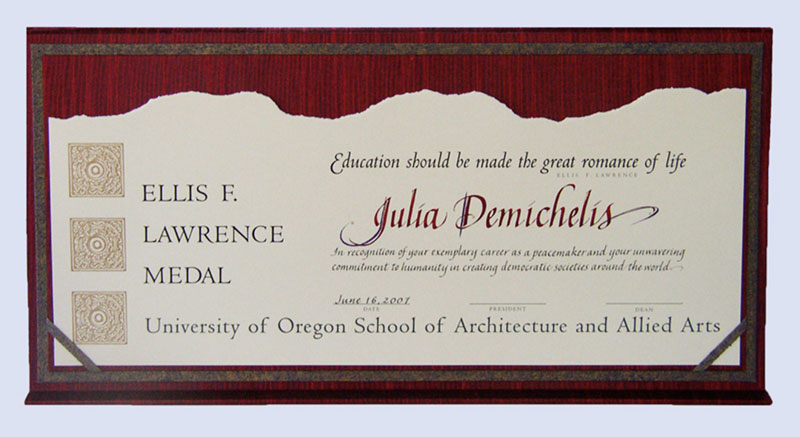 Education should be made the great romance of life
ELLIS F. LAWRENCE
ELLIS F.
LAWRENCE
MEDAL
Julia Demichelis
In recognition of your exemplary career as a peacemaker and your unwavering
commitment to humanity in creating democratic societies around the world
June 16, 2007
DATE
PRESIDENT
DEAN
University of Oregon School of Architecture and Allied Arts